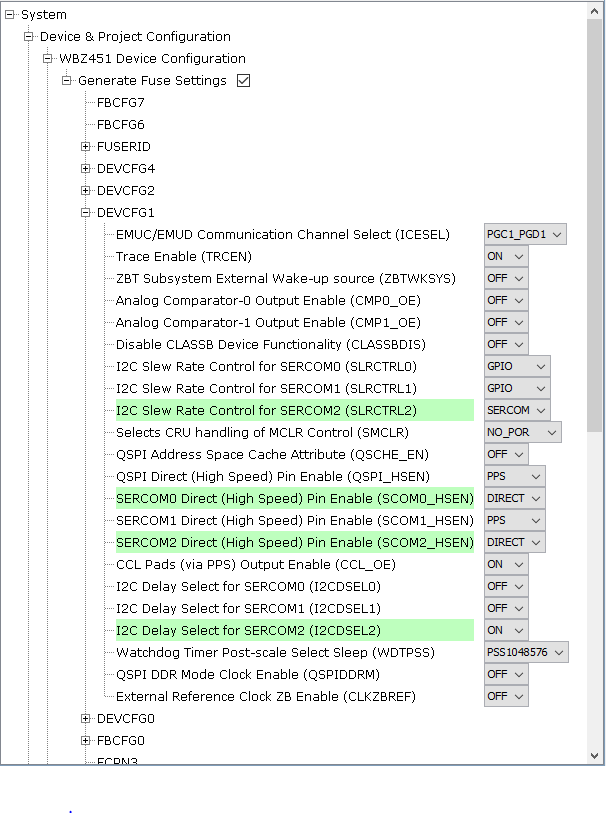 System
Device & Project Configuration
WBZ451 Device Configuration
Generate Fuse Settings
FBCFG7
FBCFG6
FUSERID
DEVCFG4
DEVCFG2
DEVCFG1
EMUC/EMUD Communication Channel Select (ICESEL) PGC1_PGD1
Trace Enable (TRCEN) ON
ZBT Subsystem External Wake-up source (ZBTWKSYS) OFF
Analog Comparator-0 Output Enable (CMP0_OE) OFF
Analog Comparator-1 Output Enable (CMP1_OE) OFF
Disable CLASSB Device Functionality (CLASSBDIS) OFF
I2C Slew Rate Control for SERCOM0 (SLRCTRL0) GPIO
I2C Slew Rate Control for SERCOM1 (SLRCTRL1) GPIO
I2C Slew Rate Control for SERCOM2 (SLRCTRL2) SERCOM
Selects CRU handling of MCLR Control (SMCLR) NO_POR
QSPI Address Space Cache Attribute (QSCHE_EN) OFF
QSPI Direct (High Speed) Pin Enable (QSPI_HSEN) PPS
SERCOM0 Direct (High Speed) Pin Enable (SCOM0_HSEN) DIRECT
SERCOM1 Direct (High Speed) Pin Enable (SCOM1_HSEN) PPS
SERCOM2 Direct (High Speed) Pin Enable (SCOM2_HSEN) DIRECT
CCL Pads (via PPS) Output Enable (CCL_OE) ON
I2C Delay Select for SERCOM0 (I2CDSEL0) OFF
I2C Delay Select for SERCOM1 (I2CDSEL1) OFF
I2C Delay Select for SERCOM2 (I2CDSEL2) ON
Watchdog Timer Post-scale Select Sleep (WDTPSS) PSS1048576
QSPI DDR Mode Clock Enable (QSPIDDRM) OFF
External Reference Clock ZB Enable (CLKZBREF) OFF
DEVCFG0
FBCFG0
FCPN3